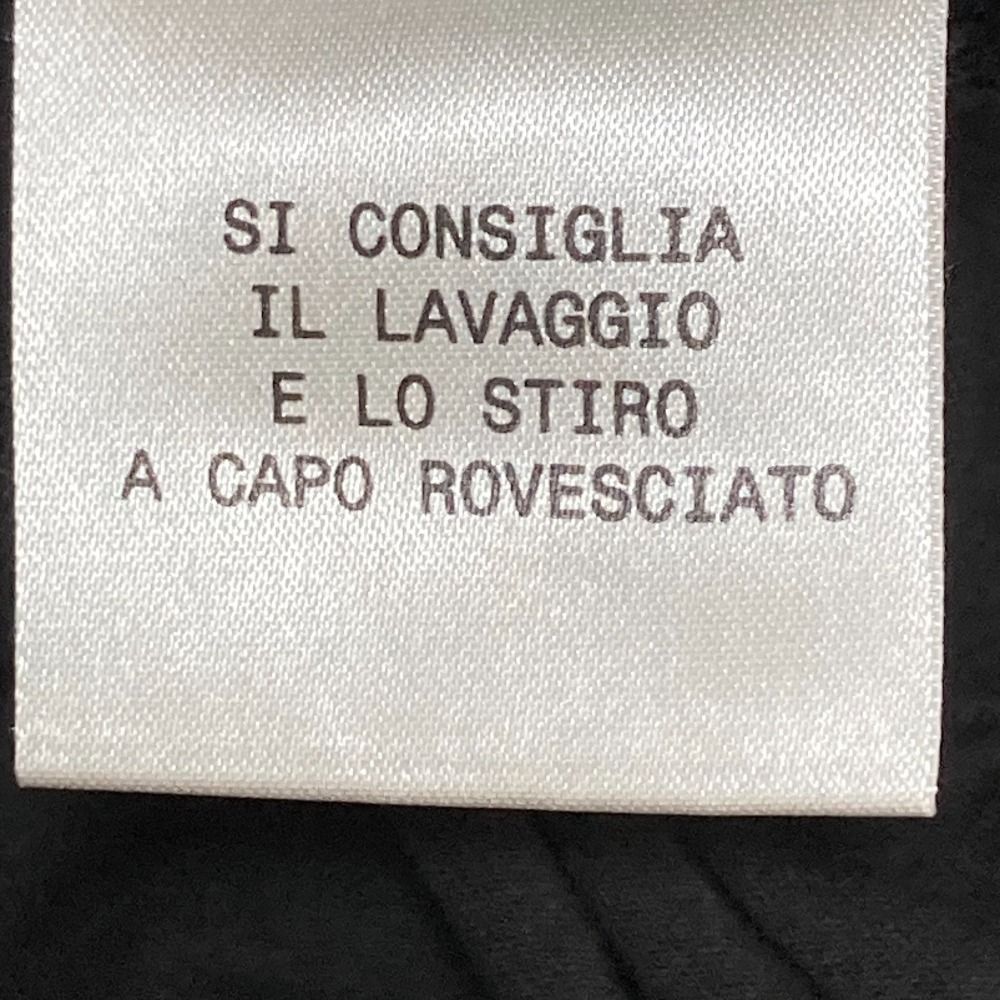 SI CONSIGLIA
IL LAVAGGIO
E LO STIRO
A CAPO ROVESCIATO